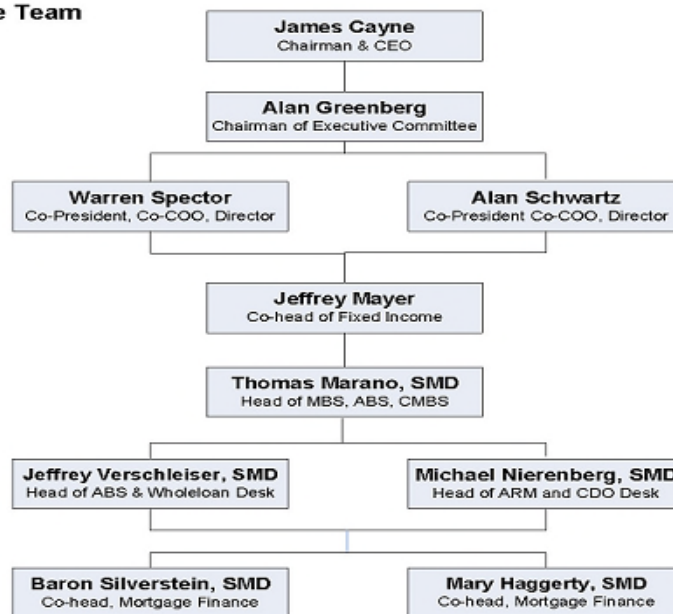 e Team
James Cayne
Chairman & CEO
Alan Greenberg
Chairman of Executive Committee
Warren Spector
Co-President, Co-COO, Director
Alan Schwartz
Co-President Co-COO, Director
Jeffrey Mayer
Co-head of Fixed Income
Thomas Marano, SMD
Head of MBS, ABS, CMBS
Jeffrey Verschleiser, SMD
Head of ABS & Wholeloan Desk
Michael Nierenberg, SMD
Head of ARM and CDO Desk
Baron Silverstein, SMD
Co-head, Mortgage Finance
Mary Haggerty, SMD
Co-head, Mortgage Finance